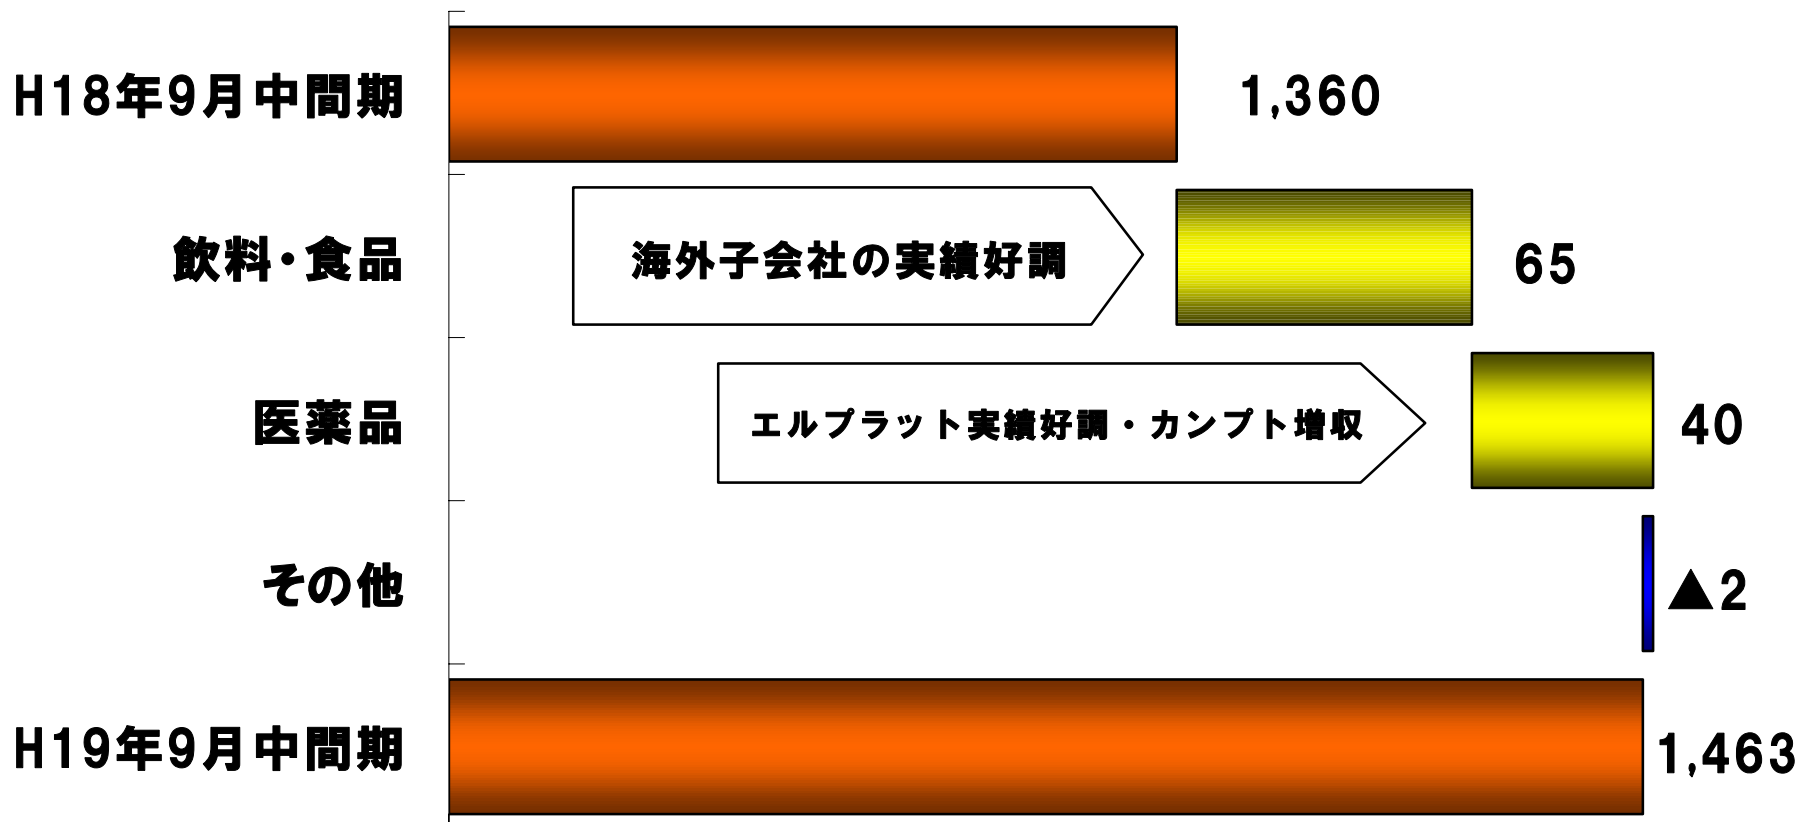 H18年9月中間期
1,360
飲料・食品
海外子会社の実績好調
65
医薬品
エルプラット実績好調・カンプト増収
40
その他
▲2
H19年9月中間期
1,463